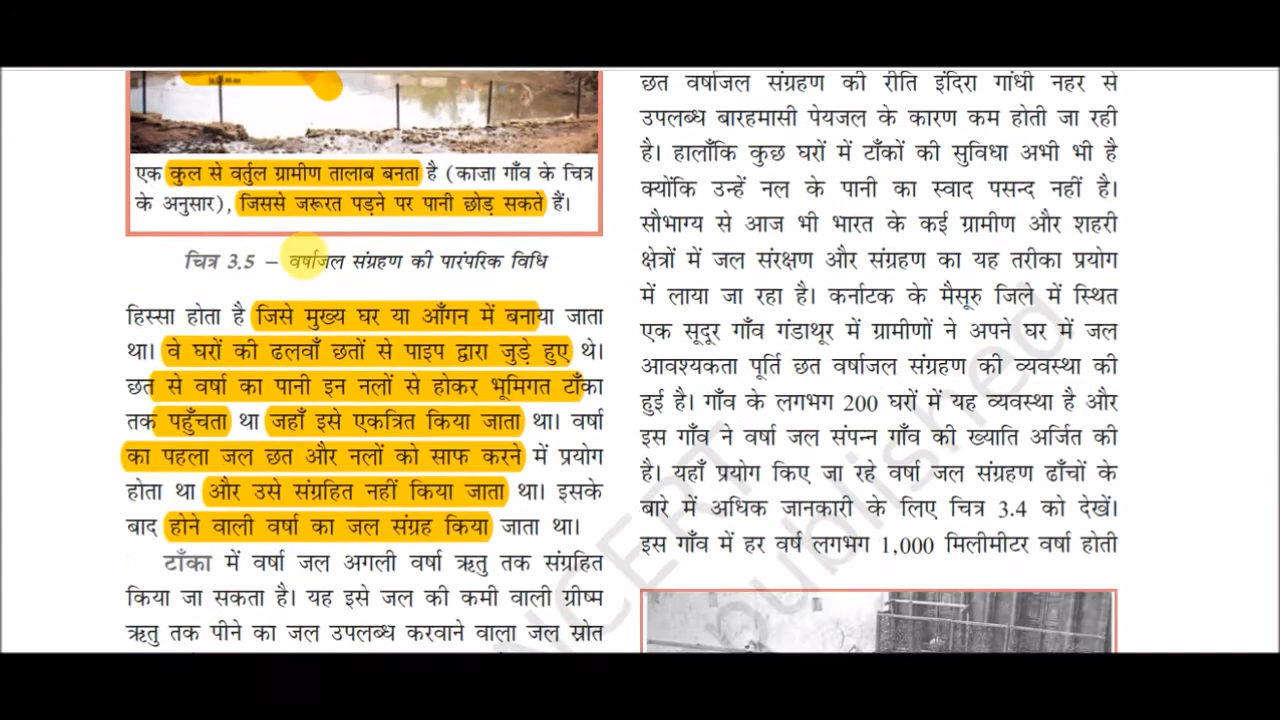 एक कुल से वर्तुल ग्रामीण तालाब बनता है (काज़ा गाँव के चित्र
के अनुसार), जिससे जरूरत पड़ने पर पानी छोड़ सकते हैं।
चित्र 3.5 – वर्षाजल संग्रहण की पारंपरिक विधि
हिस्सा होता है जिसे मुख्य घर या आँगन में बनाया जाता
था। वे घरों की ढलवाँ छतों से पाइप द्वारा जुड़े हुए थे।
छत से वर्षा का पानी इन नलों से होकर भूमिगत टाँका
तक पहुँचता था जहाँ इसे एकत्रित किया जाता था। वर्षा
का पहला जल छत और नलों को साफ करने में प्रयोग
होता था और उसे संग्रहित नहीं किया जाता था। इसके
बाद होने वाली वर्षा का जल संग्रह किया जाता था।
टाँका में वर्षा जल अगली वर्षा ऋतु तक संग्रहित
किया जा सकता है। यह इसे जल की कमी वाली ग्रीष्म
ऋतु तक पीने का जल उपलब्ध करवाने वाला जल स्रोत
छत वर्षाजल संग्रहण की रीति इंदिरा गांधी नहर से
उपलब्ध बारहमासी पेयजल के कारण कम होती जा रही
है। हालाँकि कुछ घरों में टाँकों की सुविधा अभी भी है
क्योंकि उन्हें नल के पानी का स्वाद पसन्द नहीं है।
सौभाग्य से आज भी भारत के कई ग्रामीण और शहरी
क्षेत्रों में जल संरक्षण और संग्रहण का यह तरीका प्रयोग
में लाया जा रहा है। कर्नाटक के मैसूरु जिले में स्थित
एक सूदूर गाँव गंडाथूर में ग्रामीणों ने अपने घर में जल
आवश्यकता पूर्ति छत वर्षाजल संग्रहण की व्यवस्था की
हुई है। गाँव के लगभग 200 घरों में यह व्यवस्था है और
इस गाँव ने वर्षा जल संपन्न गाँव की ख्याति अर्जित की
है। यहाँ प्रयोग किए जा रहे वर्षा जल संग्रहण ढाँचों के
बारे में अधिक जानकारी के लिए चित्र 3.4 को देखें।
इस गाँव में हर वर्ष लगभग 1,000 मिलीमीटर वर्षा होती
NCERT
published